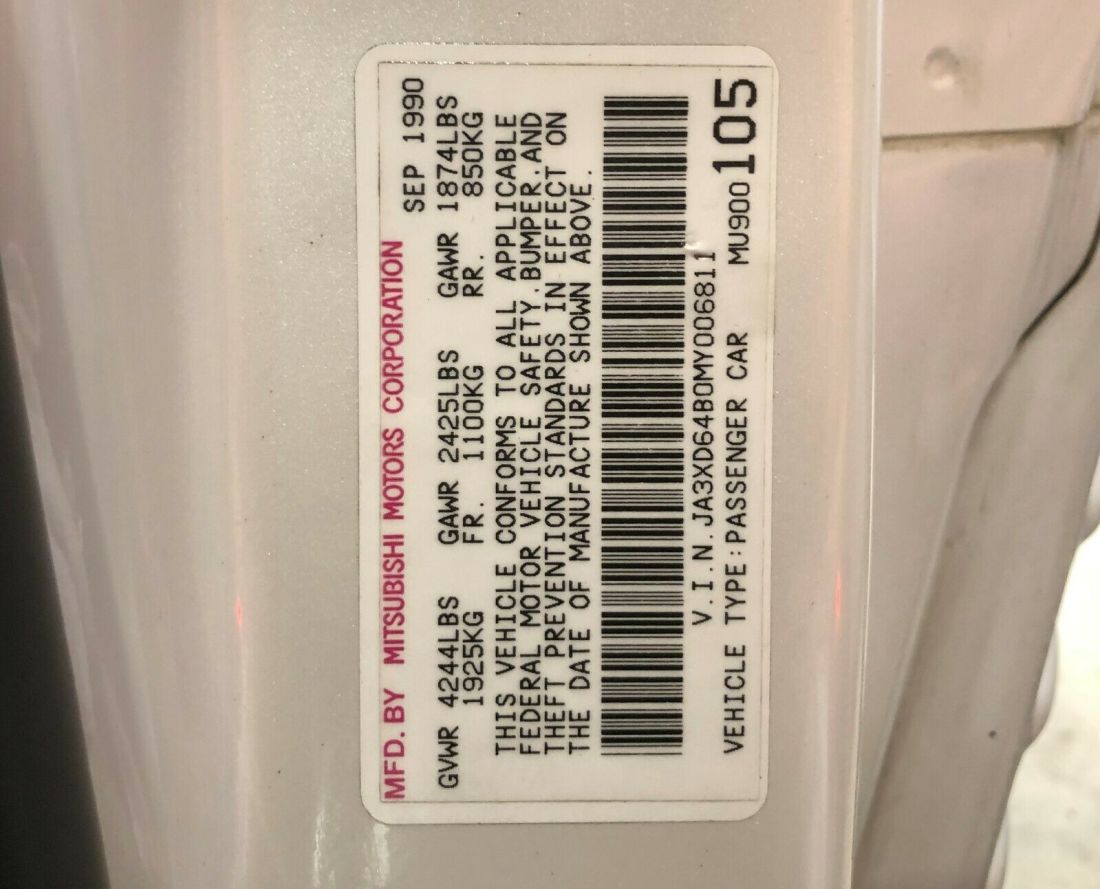 MFD. BY MITSUBISHI MOTORS CORPORATION SEP 1990
GVWR 4244LBS GAWR 2425LBS GAWR 1874LBS
1925KG FR. 1100KG RR. 850KG
THIS VEHICLE CONFORMS TO ALL APPLICABLE
FEDERAL MOTOR VEHICLE SAFETY,BUMPER,AND
THEFT PREVENTION STANDARDS IN EFFECT ON
THE DATE OF MANUFACTURE SHOWN ABOVE.
V.I.N.JA3XD64B0MY006811
VEHICLE TYPE:PASSENGER CAR MU900105